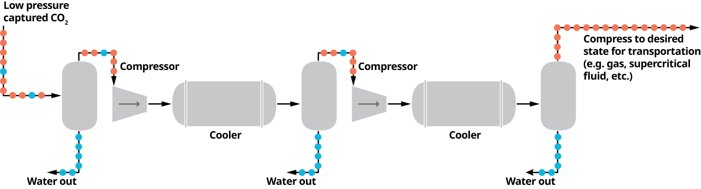 Low pressure
captured CO₂
Compressor
Cooler
Water out
Compressor
Cooler
Water out
Compress to desired
state for transportation
(e.g. gas, supercritical
fluid, etc.)
Water out